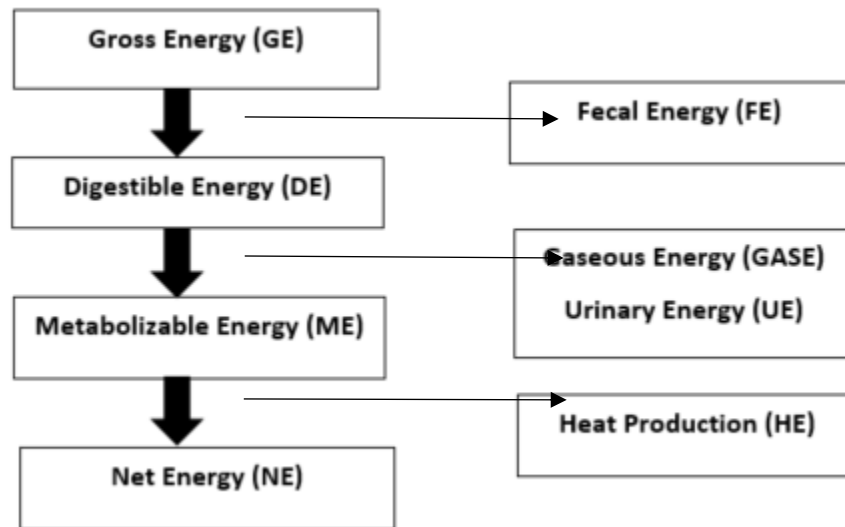 Gross Energy (GE)
Fecal Energy (FE)
Digestible Energy (DE)
Gaseous Energy (GASE)
Urinary Energy (UE)
Metabolizable Energy (ME)
Heat Production (HE)
Net Energy (NE)